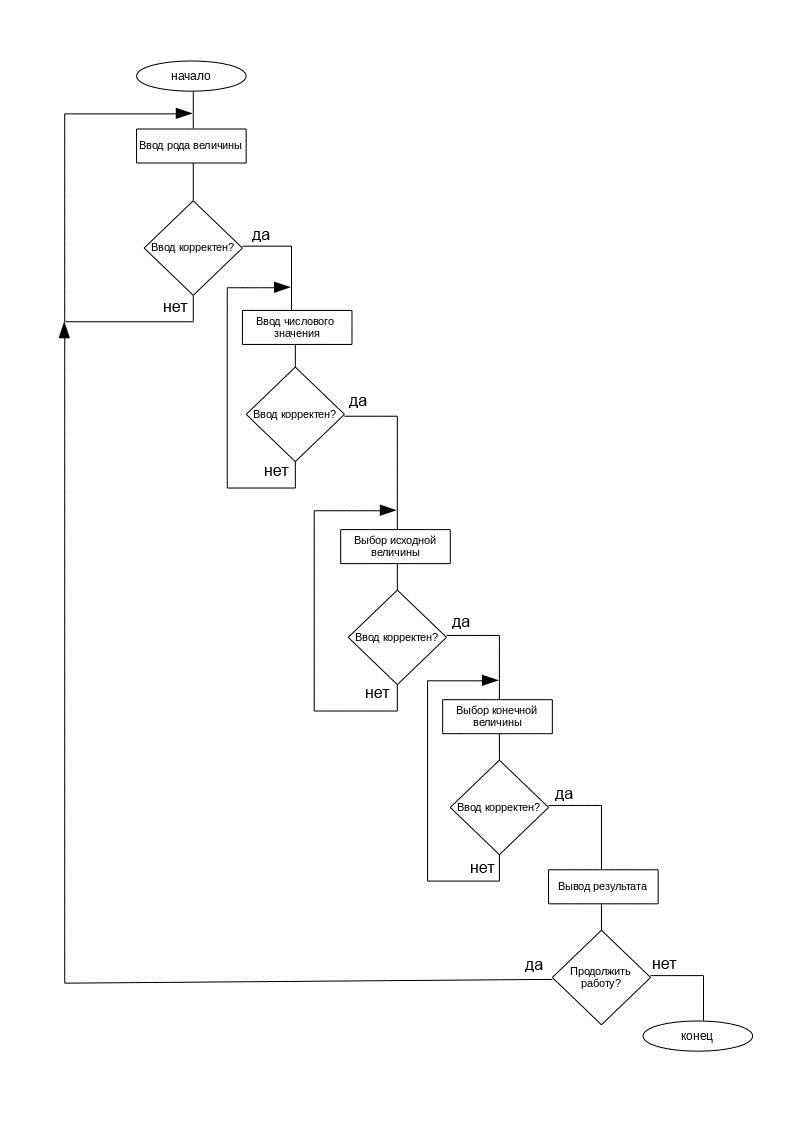 начало
Ввод рода величины
Ввод корректен?
да
нет
Ввод числового
значения
Ввод корректен?
да
нет
Выбор исходной
величины
Ввод корректен?
да
нет
Выбор конечной
величины
Ввод корректен?
да
нет
Вывод результата
Продолжить
работу?
да
нет
конец